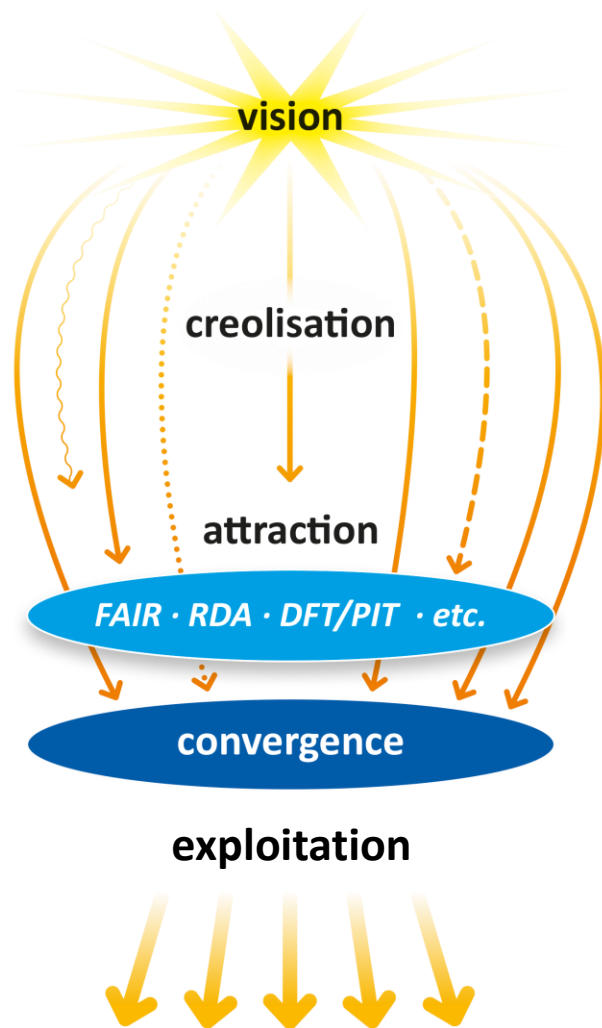 vision
creolisation
attraction
FAIR · RDA · DFT/PIT · etc.
convergence
exploitation